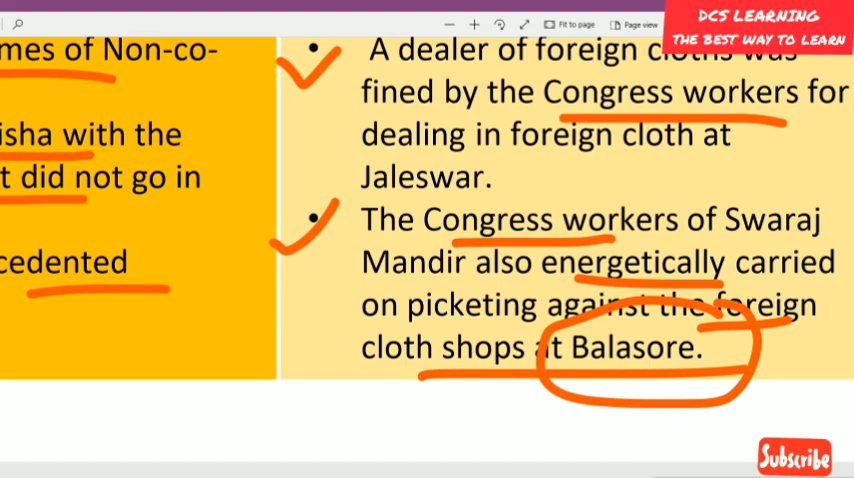 Fit to page
Page view
DCS LEARNING
THE BEST WAY TO LEARN
mes of Non-co-
isha with the
t did not go in
cedented
• A dealer of foreign cloths was
fined by the Congress workers for
dealing in foreign cloth at
Jaleswar.
• The Congress workers of Swaraj
Mandir also energetically carried
on picketing against the foreign
cloth shops at Balasore.
Subscribe